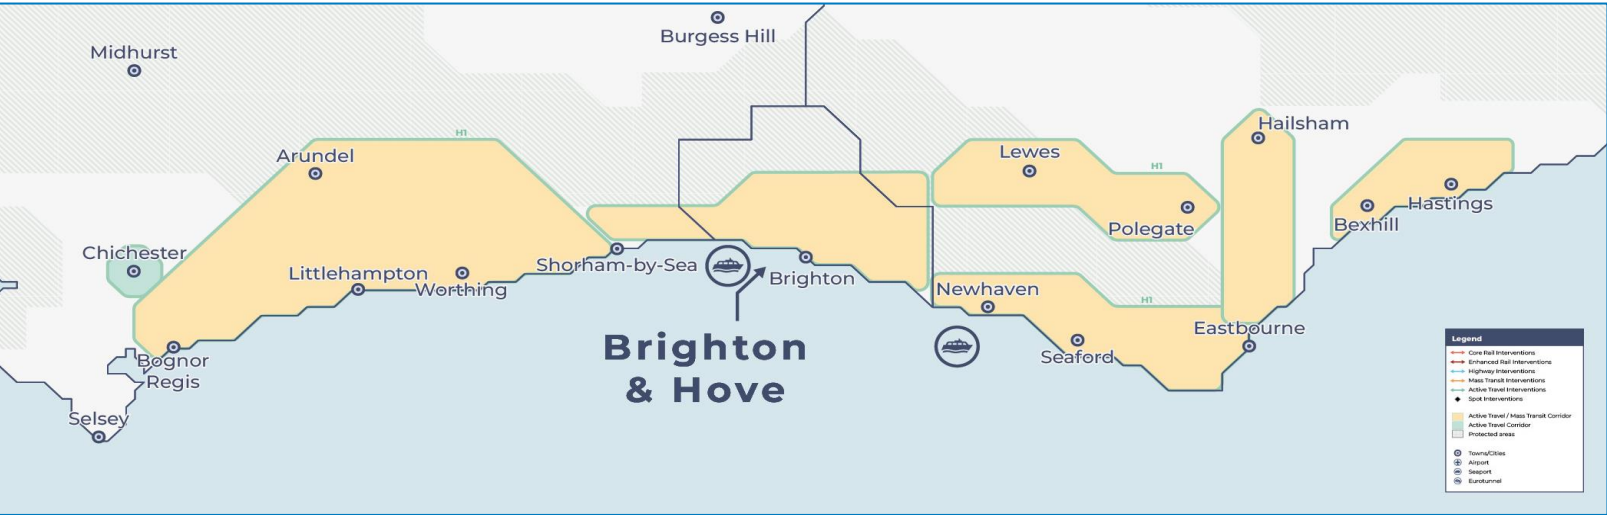 Burgess Hill
Midhurst
Hailsham
H1
Arundel
Lewes
H1
Hastings
Polegate
Bexhill
Chichester
Shorham-by-Sea
Littlehampton
Brighton
Worthing
Newhaven
H1
Eastbourne
Brighton
& Hove
Seaford
Bognor
Regis
Selsey
Legend
Core Rail Interventions
Enhanced Rail Interventions
Highway Interventions
Mass Transit Interventions
Active Travel Interventions
Spot Interventions
Active Travel / Mass Transit Corridor
Active Travel Corridor
Protected areas
Towns/Cities
Airport
Seaport
Eurotunnel